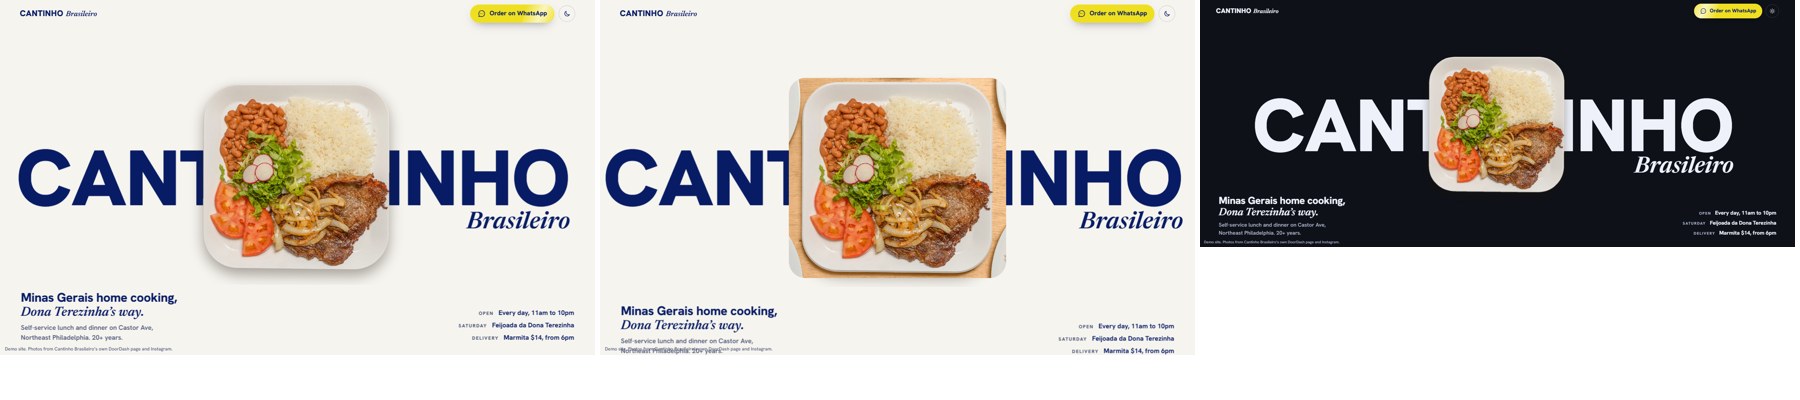 CANTINHO Brasileiro
Order on WhatsApp
CANT INHO
Brasileiro
Minas Gerais home cooking,
Dona Terezinha's way.
Self-service lunch and dinner on Castor Ave,
Northeast Philadelphia. 20+ years.
OPEN Every day, 11am to 10pm
SATURDAY Feijoada da Dona Terezinha
DELIVERY Marmita $14, from 6pm
Demo site. Photos from Cantinho Brasileiro's own DoorDash page and Instagram.
CANTINHO Brasileiro
Order on WhatsApp
CANT INHO
Brasileiro
Minas Gerais home cooking,
Dona Terezinha's way.
Self-service lunch and dinner on Castor Ave,
Northeast Philadelphia. 20+ years.
OPEN Every day, 11am to 10pm
SATURDAY Feijoada da Dona Terezinha
DELIVERY Marmita $14, from 6pm
CANTINHO Brasileiro
Order on WhatsApp
CANT INHO
Brasileiro
Minas Gerais home cooking,
Dona Terezinha's way.
Self-service lunch and dinner on Castor Ave,
Northeast Philadelphia. 20+ years.
OPEN Every day, 11am to 10pm
SATURDAY Feijoada da Dona Terezinha
DELIVERY Marmita $14, from 6pm
Demo site. Photos from Cantinho Brasileiro's own DoorDash page and Instagram.